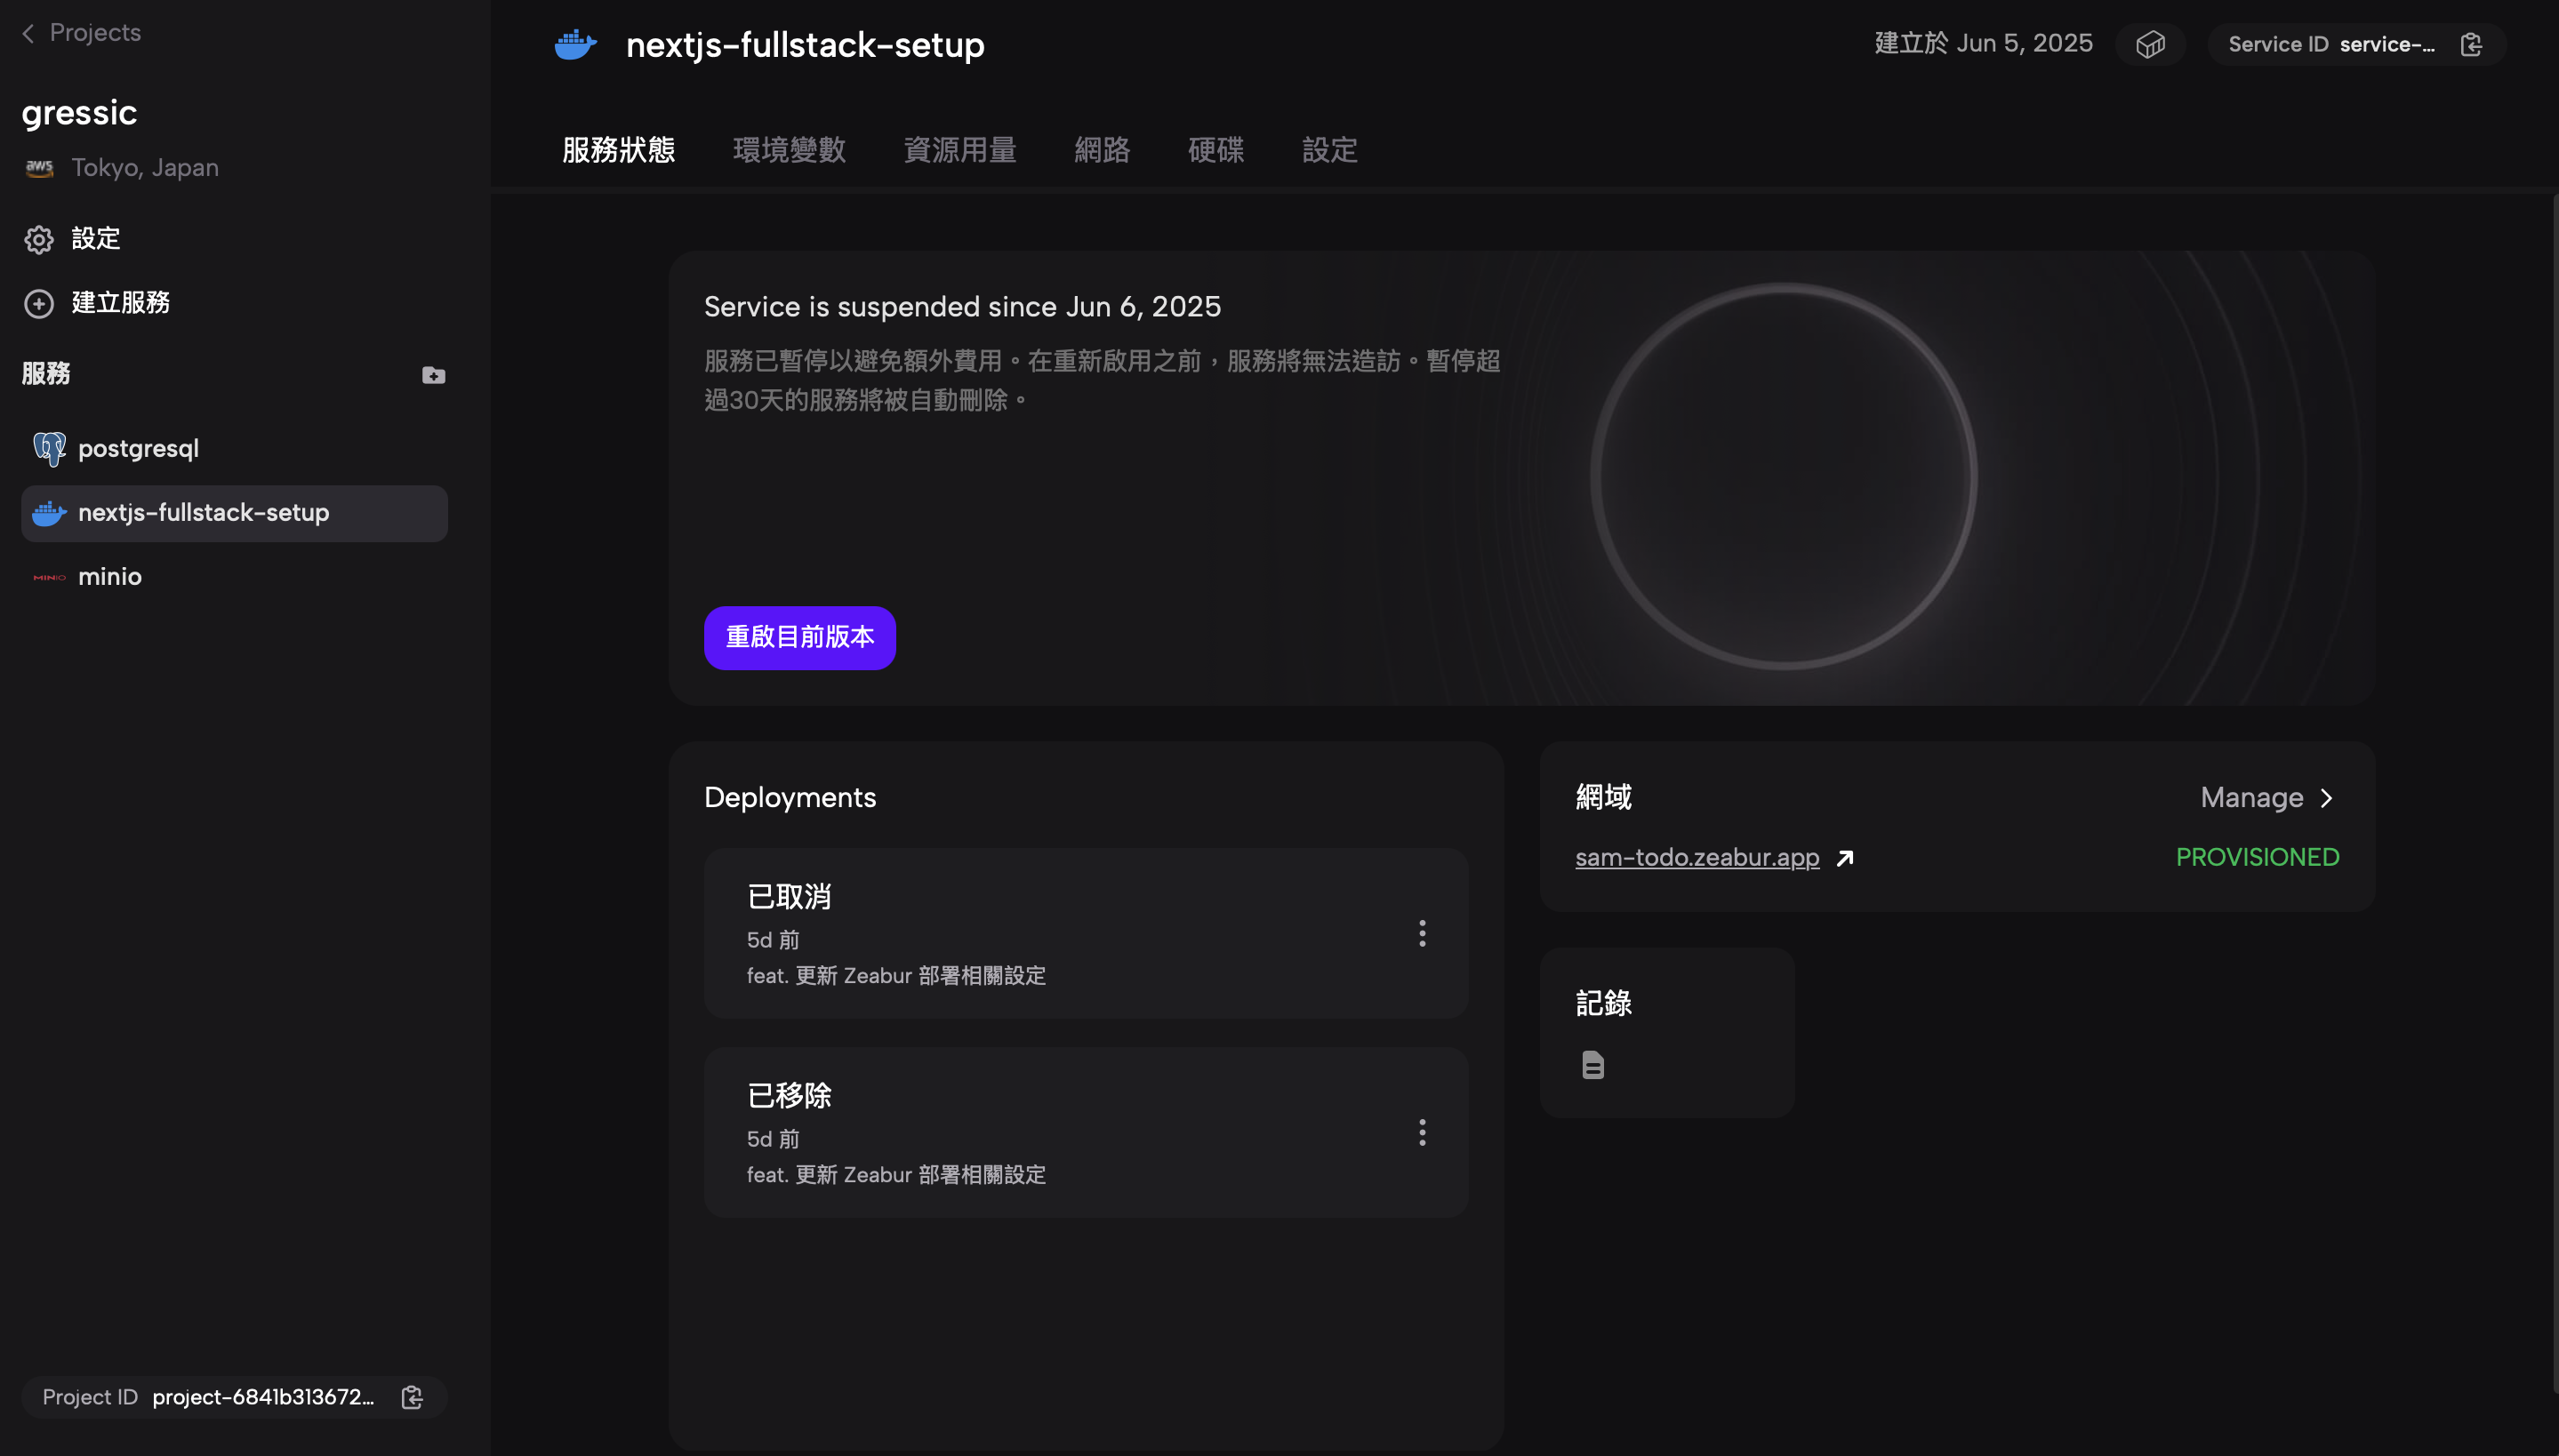 Projects
gressic
aws Tokyo, Japan
設定
建立服務
服務
postgresql
nextjs-fullstack-setup
MINIO minio
Project ID project-6841b313672...
nextjs-fullstack-setup
建立於 Jun 5, 2025
Service ID service-...
服務狀態 環境變數 資源用量 網路 硬碟 設定
Service is suspended since Jun 6, 2025
服務已暫停以避免額外費用。在重新啟用之前，服務將無法造訪。暫停超
過30天的服務將被自動刪除。
重啟目前版本
Deployments
已取消
5d 前
feat. 更新 Zeabur 部署相關設定
已移除
5d 前
feat. 更新 Zeabur 部署相關設定
網域
Manage
sam-todo.zeabur.app
PROVISIONED
記錄